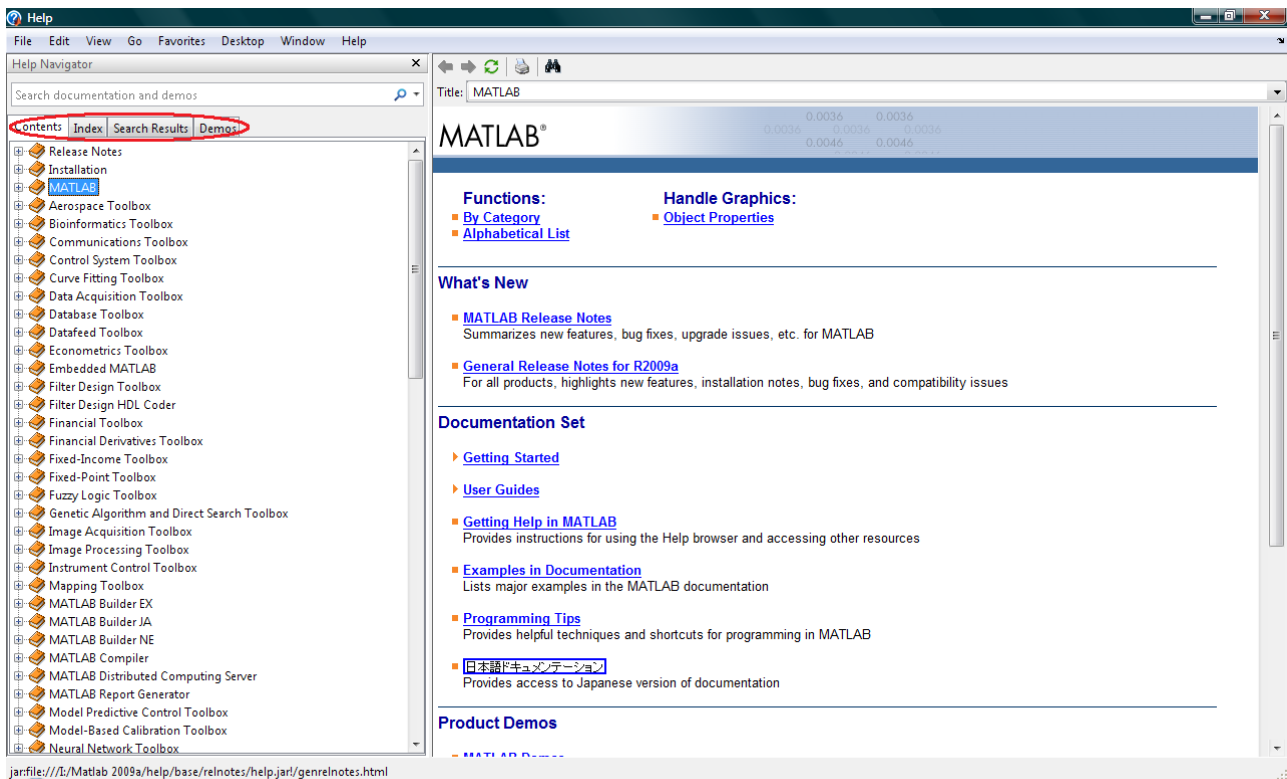 Help
File Edit View Go Favorites Desktop Window Help
Help Navigator
Search documentation and demos
Contents Index Search Results Demos
Release Notes
Installation
MATLAB
Aerospace Toolbox
Bioinformatics Toolbox
Communications Toolbox
Control System Toolbox
Curve Fitting Toolbox
Data Acquisition Toolbox
Database Toolbox
Datafeed Toolbox
Econometrics Toolbox
Embedded MATLAB
Filter Design Toolbox
Filter Design HDL Coder
Financial Toolbox
Financial Derivatives Toolbox
Fixed-Income Toolbox
Fixed-Point Toolbox
Fuzzy Logic Toolbox
Genetic Algorithm and Direct Search Toolbox
Image Acquisition Toolbox
Image Processing Toolbox
Instrument Control Toolbox
Mapping Toolbox
MATLAB Builder EX
MATLAB Builder JA
MATLAB Builder NE
MATLAB Compiler
MATLAB Distributed Computing Server
MATLAB Report Generator
Model Predictive Control Toolbox
Model-Based Calibration Toolbox
Neural Network Toolbox
Title: MATLAB
MATLAB®
0.0036 0.0036
0.0036 0.0036 0.0036
0.0046 0.0046
Functions: Handle Graphics:
By Category Object Properties
Alphabetical List
What's New
MATLAB Release Notes
Summarizes new features, bug fixes, upgrade issues, etc. for MATLAB
General Release Notes for R2009a
For all products, highlights new features, installation notes, bug fixes, and compatibility issues
Documentation Set
Getting Started
User Guides
Getting Help in MATLAB
Provides instructions for using the Help browser and accessing other resources
Examples in Documentation
Lists major examples in the MATLAB documentation
Programming Tips
Provides helpful techniques and shortcuts for programming in MATLAB
日本語ドキュメンテーション
Provides access to Japanese version of documentation
Product Demos
MATLAB Demos
jar:file:///I:/Matlab 2009a/help/base/relnotes/help.jar!/genrelnotes.html